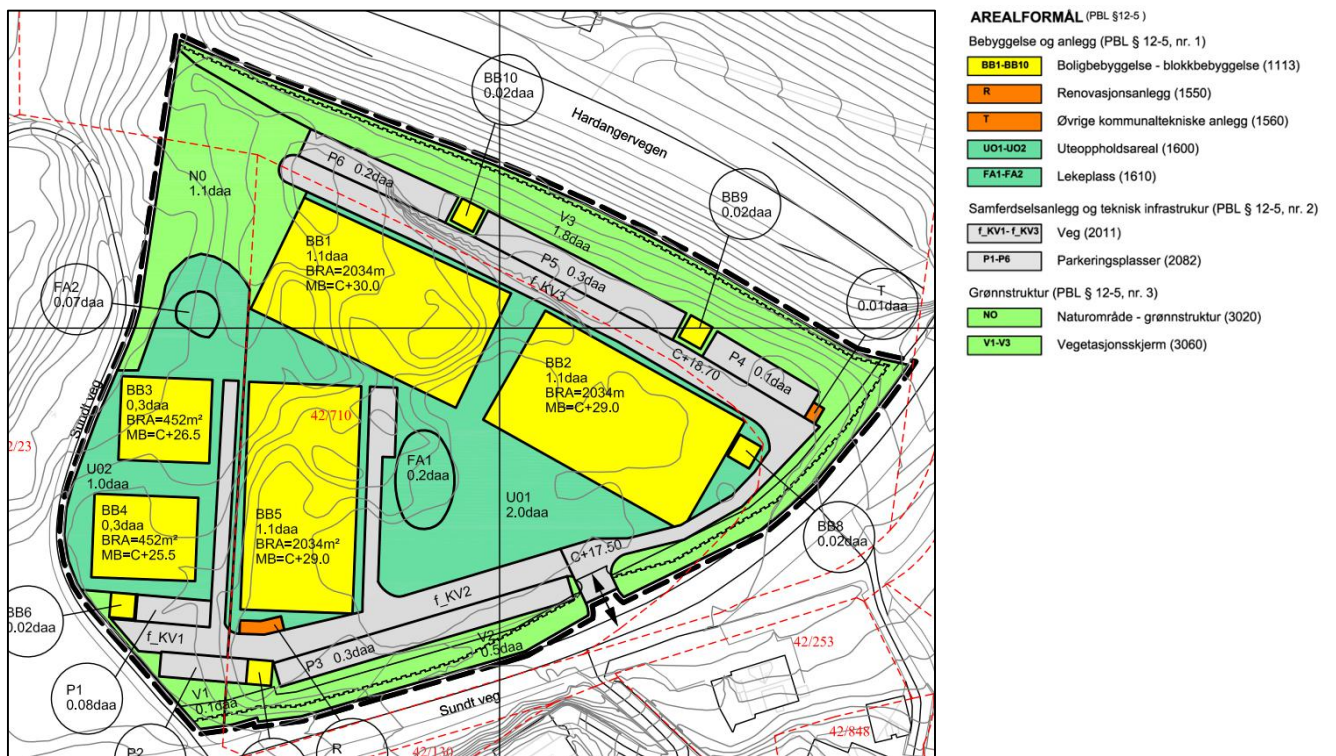 BB10
0.02daa
Hardangervegen
P6 0.2daa
N0
1.1daa
BB9
0.02daa
V3
1.8daa
BB1
1.1daa
BRA=2034m
MB=C+30.0
P5 0.3daa
f_KV3
T
0.01daa
FA2
0.07daa
C+18.70
P4 0.1daa
BB2
1.1daa
BRA=2034m
MB=C+29.0
BB3
0,3daa
BRA=452m²
MB=C+26.5
Sundt veg
42/710
2/23
FA1
0.2daa
U02
1.0daa
U01
2.0daa
BB4
0,3daa
BRA=452m²
MB=C+25.5
BB5
1.1daa
BRA=2034m²
MB=C+29.0
BB8
0.02daa
C+17.50
BB6
0.02daa
f_KV2
f_KV1
P3 0.3daa
0.5daa
42/253
P1
0.08daa
V1
0.1daa
Sundt veg
P2
R
42/130
42/848
AREALFORMÅL (PBL §12-5 )
Bebyggelse og anlegg (PBL § 12-5, nr. 1)
BB1-BB10 Boligbebyggelse - blokkbebyggelse (1113)
R Renovasjonsanlegg (1550)
T Øvrige kommunaltekniske anlegg (1560)
UO1-UO2 Uteoppholdsareal (1600)
FA1-FA2 Lekeplass (1610)
Samferdselsanlegg og teknisk infrastrukur (PBL § 12-5, nr. 2)
f_KV1- f_KV3 Veg (2011)
P1-P6 Parkeringsplasser (2082)
Grønnstruktur (PBL § 12-5, nr. 3)
NO Naturområde - grønnstruktur (3020)
V1-V3 Vegetasjonsskjerm (3060)